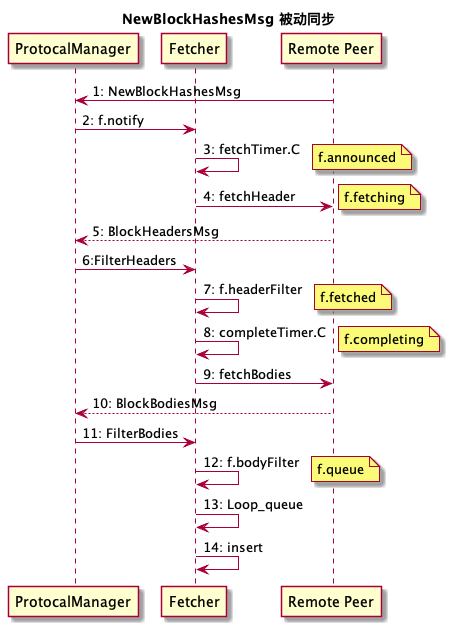 NewBlockHashesMsg 被动同步
ProtocalManager Fetcher Remote Peer
1: NewBlockHashesMsg
2: f.notify
3: fetchTimer.C f.announced
4: fetchHeader f.fetching
5: BlockHeadersMsg
6:FilterHeaders
7: f.headerFilter f.fetched
8: completeTimer.C f.completing
9: fetchBodies
10: BlockBodiesMsg
11: FilterBodies
12: f.bodyFilter f.queue
13: Loop_queue
14: insert
ProtocalManager Fetcher Remote Peer